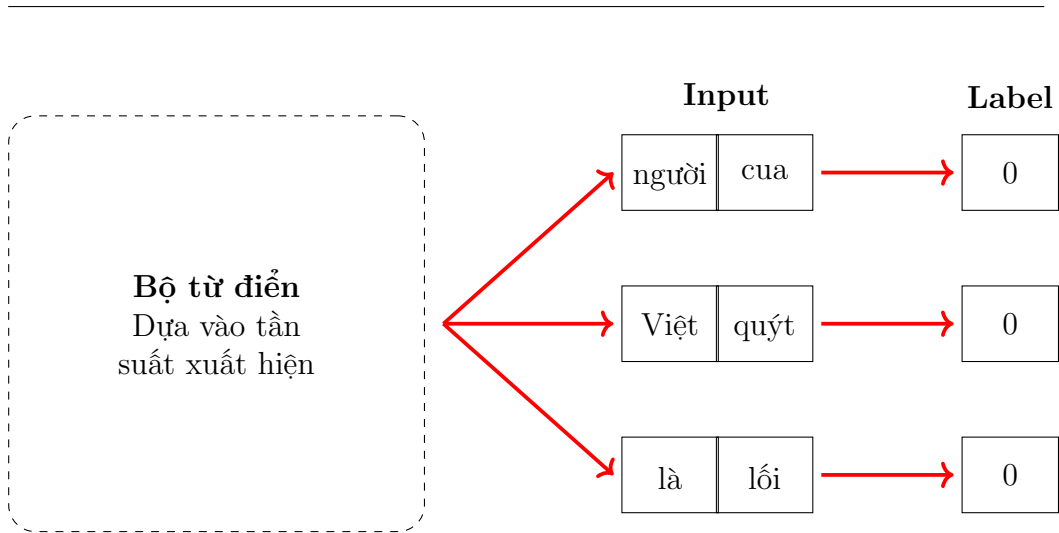 Input
Label
người cua 0
Bộ từ điển
Dựa vào tần
suất xuất hiện
Việt quýt 0
là lối 0